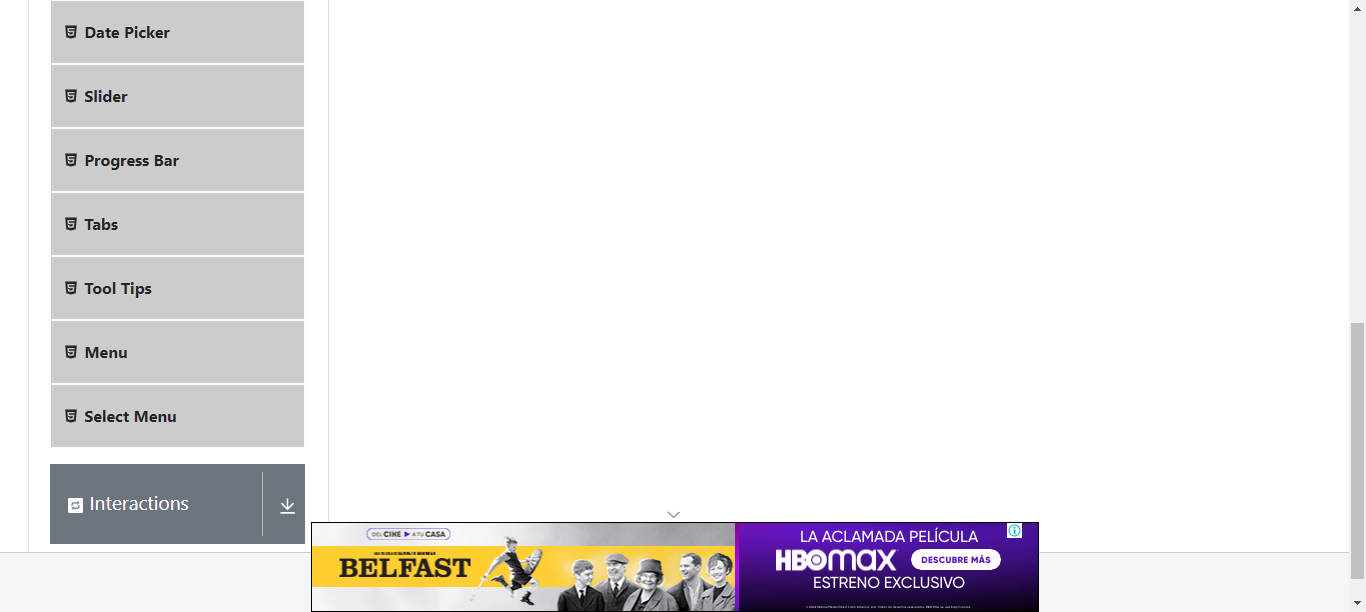 Date Picker
Slider
Progress Bar
Tabs
Tool Tips
Menu
Select Menu
Interactions
DEL CINE A TU CASA
BELFAST
LA ACLAMADA PELÍCULA
HBOMAX
DESCUBRE MÁS
ESTRENO EXCLUSIVO